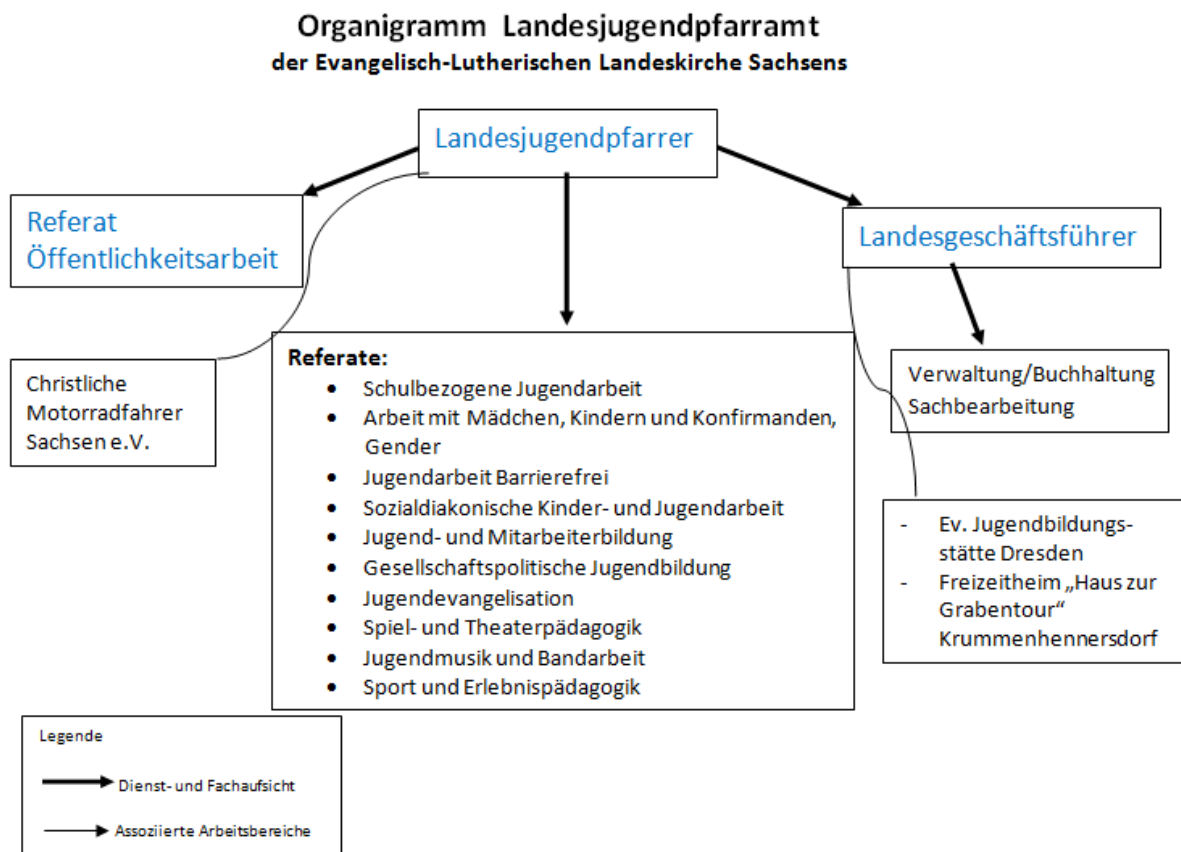 Organigramm Landesjugendpfarramt
der Evangelisch-Lutherischen Landeskirche Sachsens
Landesjugendpfarrer
Referat
Öffentlichkeitsarbeit
Landesgeschäftsführer
Christliche
Motorradfahrer
Sachsen e.V.
Referate:
• Schulbezogene Jugendarbeit
• Arbeit mit Mädchen, Kindern und Konfirmanden,
Gender
• Jugendarbeit Barrierefrei
• Sozialdiakonische Kinder- und Jugendarbeit
• Jugend- und Mitarbeiterbildung
• Gesellschaftspolitische Jugendbildung
• Jugendevangelisation
• Spiel- und Theaterpädagogik
• Jugendmusik und Bandarbeit
• Sport und Erlebnispädagogik
Verwaltung/Buchhaltung
Sachbearbeitung
- Ev. Jugendbildungs-
stätte Dresden
- Freizeitheim „Haus zur
Grabentour“
Krummenhennersdorf
Legende
Dienst- und Fachaufsicht
Assoziierte Arbeitsbereiche